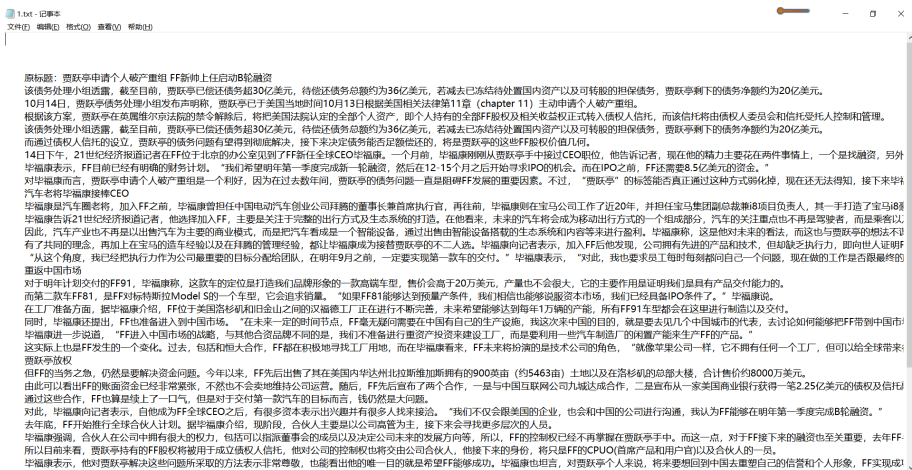 1.txt - 记事本
文件(F) 编辑(E) 格式(O) 查看(V) 帮助(H)
原标题：贾跃亭申请个人破产重组 FF新帅上任启动B轮融资
该债务处理小组透露，截至目前，贾跃亭已偿还债务超30亿美元，待偿还债务总额约为36亿美元，若减去已冻结待处置国内资产以及可转股的担保债务，贾跃亭剩下的债务净额约为20亿美元。
10月14日，贾跃亭债务处理小组发布声明称，贾跃亭已于美国当地时间10月13日根据美国相关法律第11章（chapter 11）主动申请个人破产重组。
根据该方案，贾跃亭在英属维尔京法院的禁令解除后，将把美国法院认定的全部个人资产，即个人持有的全部FF股权及相关收益权正式转入债权人信托，而该信托将由债权人委员会和信托受托人控制和管理。
该债务处理小组透露，截至目前，贾跃亭已偿还债务超30亿美元，待偿还债务总额约为36亿美元，若减去已冻结待处置国内资产以及可转股的担保债务，贾跃亭剩下的债务净额约为20亿美元。
而通过债权人信托的设立，贾跃亭的债务问题有望得到彻底解决，接下来决定债务能否足额偿还的，将是贾跃亭的这些FF股权价值几何。
14日下午，21世纪经济报道记者在FF位于北京的办公室见到了FF新任全球CEO毕福康。一个月前，毕福康刚刚从贾跃亭手中接过CEO职位，他告诉记者，现在他的精力主要花在两件事情上，一个是找融资，另外
毕福康表示，FF目前已经有明确的财务计划。“我们希望明年第一季度完成新一轮融资，然后在12-15个月之后开始寻求IPO的机会。而在IPO之前，FF还需要8.5亿美元的资金。”
对毕福康而言，贾跃亭申请个人破产重组是一个利好，因为在过去数年间，贾跃亭的债务问题一直是阻碍FF发展的重要因素。不过，“贾跃亭”的标签能否真正通过这种方式弱化掉，现在还无法得知，接下来毕福
汽车老将毕福康接棒CEO
毕福康是汽车圈老将，加入FF之前，毕福康曾担任中国电动汽车创业公司拜腾的董事长兼首席执行官，再往前，毕福康则在宝马公司工作了近20年，并担任宝马集团副总裁兼i8项目负责人，其一手打造了宝马i8
毕福康告诉21世纪经济报道记者，他选择加入FF，主要是关注于完整的出行方式及生态系统的打造。在他看来，未来的汽车将会成为移动出行方式的一个组成部分，汽车的关注重点也不再是驾驶者，而是乘客以
因此，汽车产业也不再是以出售汽车为主要的商业模式，而是把汽车看成是一个智能设备，通过出售由智能设备搭载的生态系统和内容等来进行盈利。毕福康称，这是他对未来的看法，而这也与贾跃亭的想法不谋
有了共同的理念，再加上在宝马的造车经验以及在拜腾的管理经验，都让毕福康成为接替贾跃亭的不二人选。毕福康向记者表示，加入FF后他发现，公司拥有先进的产品和技术，但却缺乏执行力，即向世人证明F
“从这个角度，我已经把执行力作为公司最重要的目标分配给团队，在明年9月之前，一定要实现第一款车的交付。”毕福康表示，“对此，我也要求员工每时每刻都问自己一个问题，现在做的工作是否跟最终的
重返中国市场
对于明年计划交付的FF91，毕福康称，这款车的定位是打造我们品牌形象的一款高端车型，售价会高于20万美元，产量也不会很大，它的主要作用是证明我们是具有产品交付能力的。
而第二款车FF81，是FF对标特斯拉Model S的一个车型，它会追求销量。“如果FF81能够达到预量产条件，我们相信也能够说服资本市场，我们已经具备IPO条件了。”毕福康说。
在工厂准备方面，据毕福康介绍，FF位于美国洛杉矶和旧金山之间的汉福德工厂正在进行不断完善，未来希望能够达到每年1万辆的产能，所有FF91车型都会在这里进行制造以及交付。
同时，毕福康还提出，FF也准备进入到中国市场。“在未来一定的时间节点，FF毫无疑问需要在中国有自己的生产设施，我这次来中国的目的，就是要去见几个中国城市的代表，去讨论如何能够把FF带到中国市
毕福康进一步说道，“FF进入中国市场的战略，与其他合资品牌不同的是，我们不准备进行重资产投资来建设工厂，而是要利用一些汽车制造厂的闲置产能来生产FF的产品。”
这实际上也是FF发生的一个变化。过去，包括和恒大合作，FF都在积极地寻找工厂用地，而在毕福康看来，FF未来将扮演的是技术公司的角色，“就像苹果公司一样，它不拥有任何一个工厂，但可以给全球带来
贾跃亭放权
但FF的当务之急，仍然是要解决资金问题。今年以来，FF先后出售了其在美国内华达州北拉斯维加斯拥有的900英亩（约5463亩）土地以及在洛杉矶的总部大楼，合计售价约8000万美元。
由此可以看出FF的账面资金已经非常紧张，不然也不会卖地维持公司运营。随后，FF先后宣布了两个合作，一是与中国互联网公司九城达成合作，二是宣布从一家美国商业银行获得一笔2.25亿美元的债权及信托
通过这些合作，FF也算是续上了一口气，但是对于交付第一款汽车的目标而言，钱仍然是大问题。
对此，毕福康向记者表示，自他成为FF全球CEO之后，有很多资本表示出兴趣并有很多人找来接洽。“我们不仅会跟美国的企业，也会和中国的公司进行沟通，我认为FF能够在明年第一季度完成B轮融资。”
去年底，FF开始推行全球合伙人计划。据毕福康介绍，现阶段，合伙人主要是以公司高管为主，接下来会寻找更多层次的人员。
毕福康强调，合伙人在公司中拥有很大的权力，包括可以指派董事会的成员以及决定公司未来的发展方向等，所以，FF的控制权已经不再掌握在贾跃亭手中。而这一点，对于FF接下来的融资也至关重要，去年FF
所以目前来看，贾跃亭持有的FF股权将被用于成立债权人信托，他对公司的控制权也将交由公司合伙人，他接下来的身份，将只是FF的CPUO(首席产品和用户官)以及合伙人的一员。
毕福康表示，他对贾跃亭解决这些问题所采取的方法表示非常尊敬，也能看出他的唯一目的就是希望FF能够成功。毕福康也坦言，对贾跃亭个人来说，将来要想回到中国去重塑自己的信誉和个人形象，FF实现成